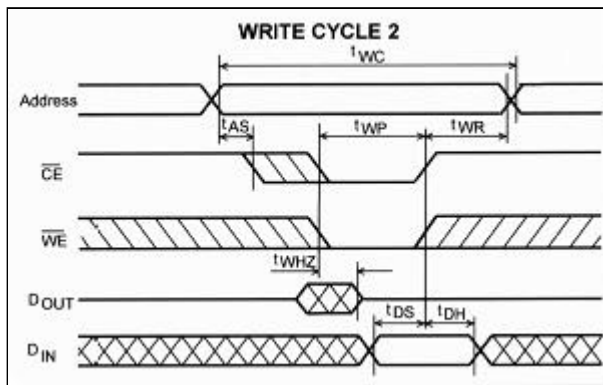 WRITE CYCLE 2
tWC
Address
tAS
tWP
tWR
CE
WE
tWHZ
DOUT
tDS
tDH
DIN